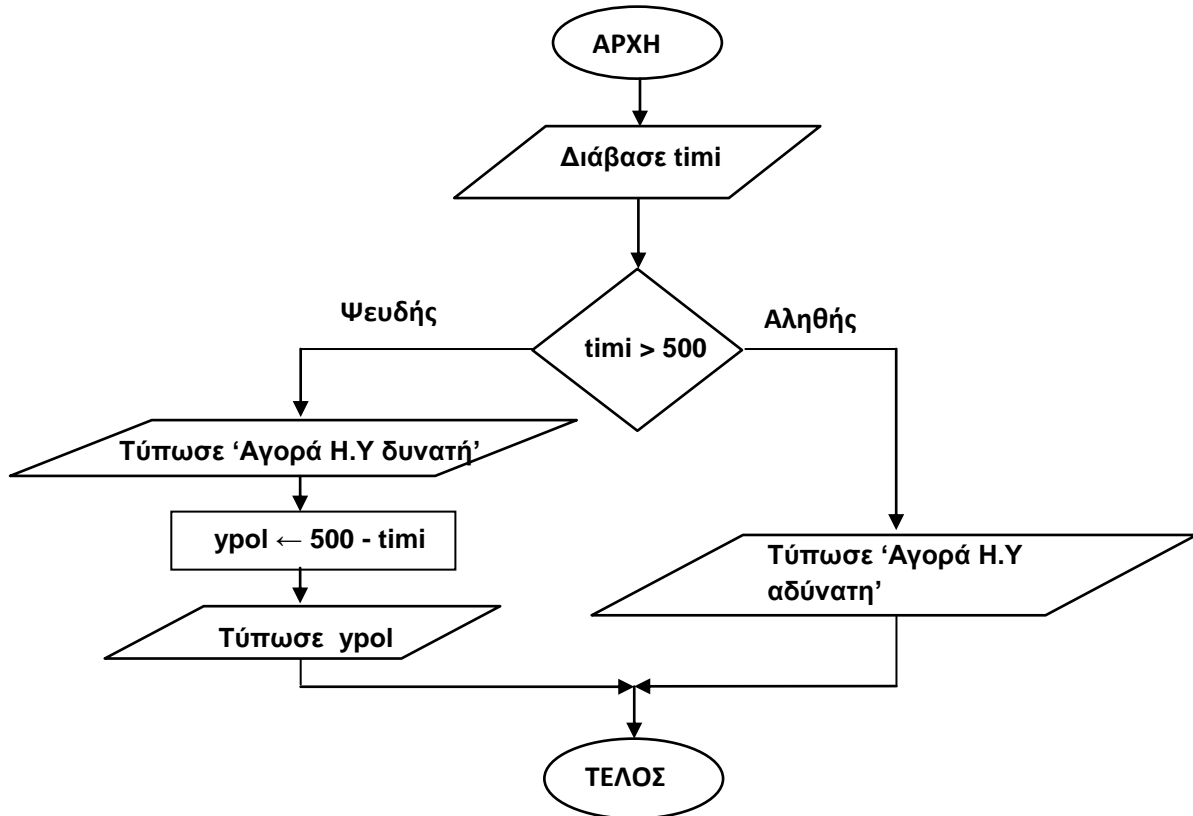 ΑΡΧΗ
Διάβασε timi
Ψευδής
Αληθής
timi > 500
Τύπωσε ‘Αγορά Η.Υ δυνατή’
ypol ← 500 - timi
Τύπωσε ypol
Τύπωσε ‘Αγορά Η.Υ
αδύνατη’
ΤΕΛΟΣ